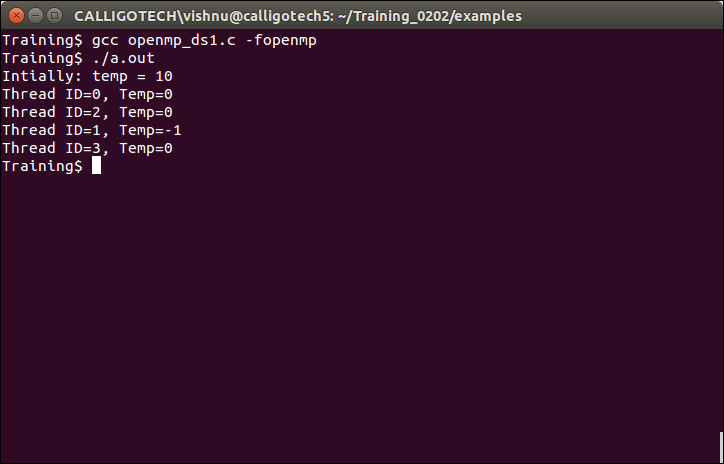 CALLIGOTECH\vishnu@calligotech5: ~/Training_0202/examples
Training$ gcc openmp_ds1.c -fopenmp
Training$ ./a.out
Intially: temp = 10
Thread ID=0, Temp=0
Thread ID=2, Temp=0
Thread ID=1, Temp=-1
Thread ID=3, Temp=0
Training$